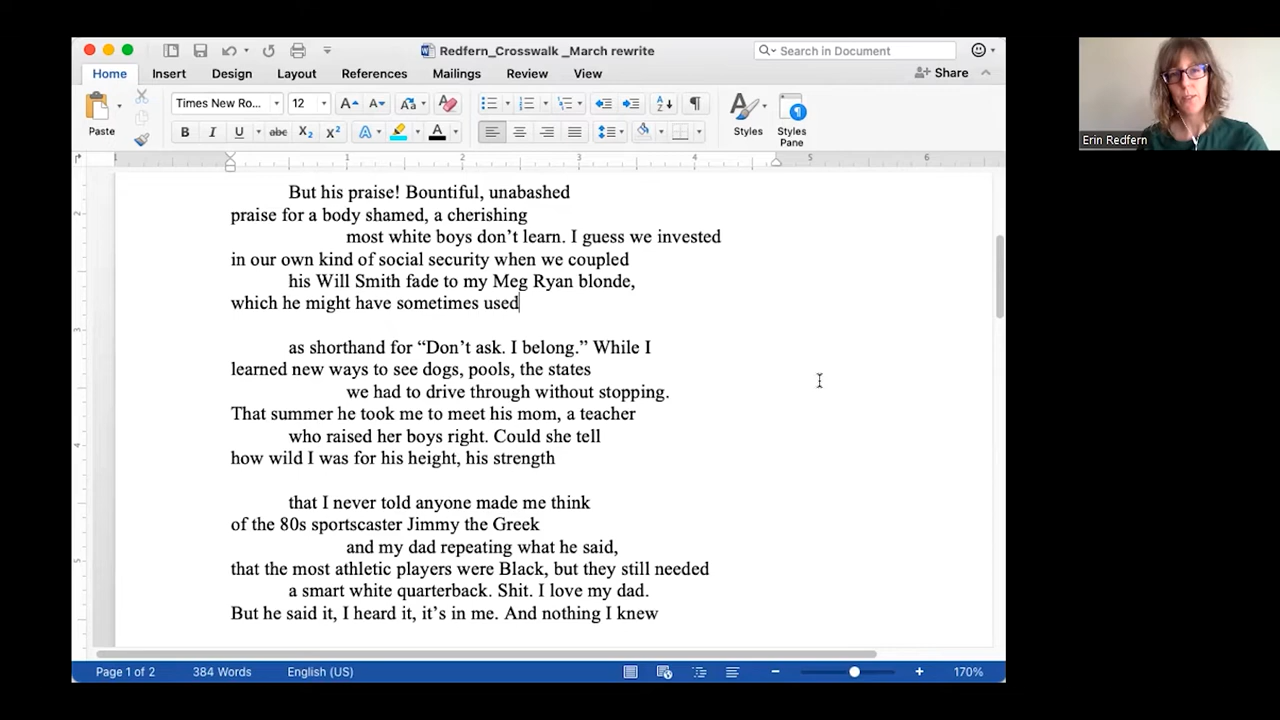 Redfern_Crosswalk _March rewrite
Search in Document
Home Insert Design Layout References Mailings Review View Share
Paste
Times New Ro... 12
Styles
Styles Pane
1 1 2 3 4 5 6
But his praise! Bountiful, unabashed
praise for a body shamed, a cherishing
most white boys don’t learn. I guess we invested
in our own kind of social security when we coupled
his Will Smith fade to my Meg Ryan blonde,
which he might have sometimes used
as shorthand for “Don’t ask. I belong.” While I
learned new ways to see dogs, pools, the states
we had to drive through without stopping.
That summer he took me to meet his mom, a teacher
who raised her boys right. Could she tell
how wild I was for his height, his strength
that I never told anyone made me think
of the 80s sportscaster Jimmy the Greek
and my dad repeating what he said,
that the most athletic players were Black, but they still needed
a smart white quarterback. Shit. I love my dad.
But he said it, I heard it, it’s in me. And nothing I knew
Page 1 of 2 384 Words English (US) 170%
Erin Redfern